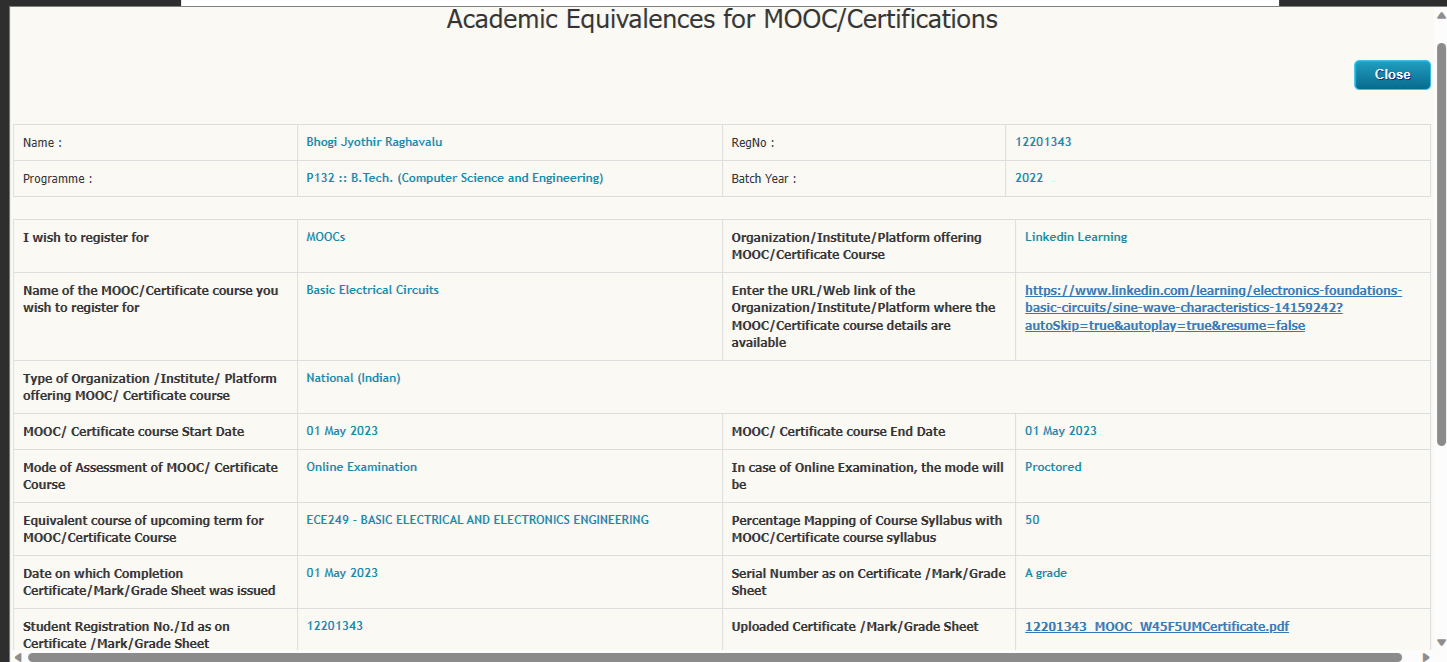 Academic Equivalences for MOOC/Certifications
Close
Name :
Bhogi Jyothir Raghavalu
RegNo :
12201343
Programme :
P132 :: B.Tech. (Computer Science and Engineering)
Batch Year :
2022
I wish to register for
MOOCs
Organization/Institute/Platform offering
MOOC/Certificate Course
Linkedin Learning
Name of the MOOC/Certificate course you
wish to register for
Basic Electrical Circuits
Enter the URL/Web link of the
Organization/Institute/Platform where the
MOOC/Certificate course details are
available
https://www.linkedin.com/learning/electronics-foundations-
basic-circuits/sine-wave-characteristics-14159242?
autoSkip=true&autoplay=true&resume=false
Type of Organization /Institute/ Platform
offering MOOC/ Certificate course
National (Indian)
MOOC/ Certificate course Start Date
01 May 2023
MOOC/ Certificate course End Date
01 May 2023
Mode of Assessment of MOOC/ Certificate
Course
Online Examination
In case of Online Examination, the mode will
be
Proctored
Equivalent course of upcoming term for
MOOC/Certificate Course
ECE249 - BASIC ELECTRICAL AND ELECTRONICS ENGINEERING
Percentage Mapping of Course Syllabus with
MOOC/Certificate course syllabus
50
Date on which Completion
Certificate/Mark/Grade Sheet was issued
01 May 2023
Serial Number as on Certificate /Mark/Grade
Sheet
A grade
Student Registration No./Id as on
Certificate /Mark/Grade Sheet
12201343
Uploaded Certificate /Mark/Grade Sheet
12201343_MOOC_W45F5UMCertificate.pdf